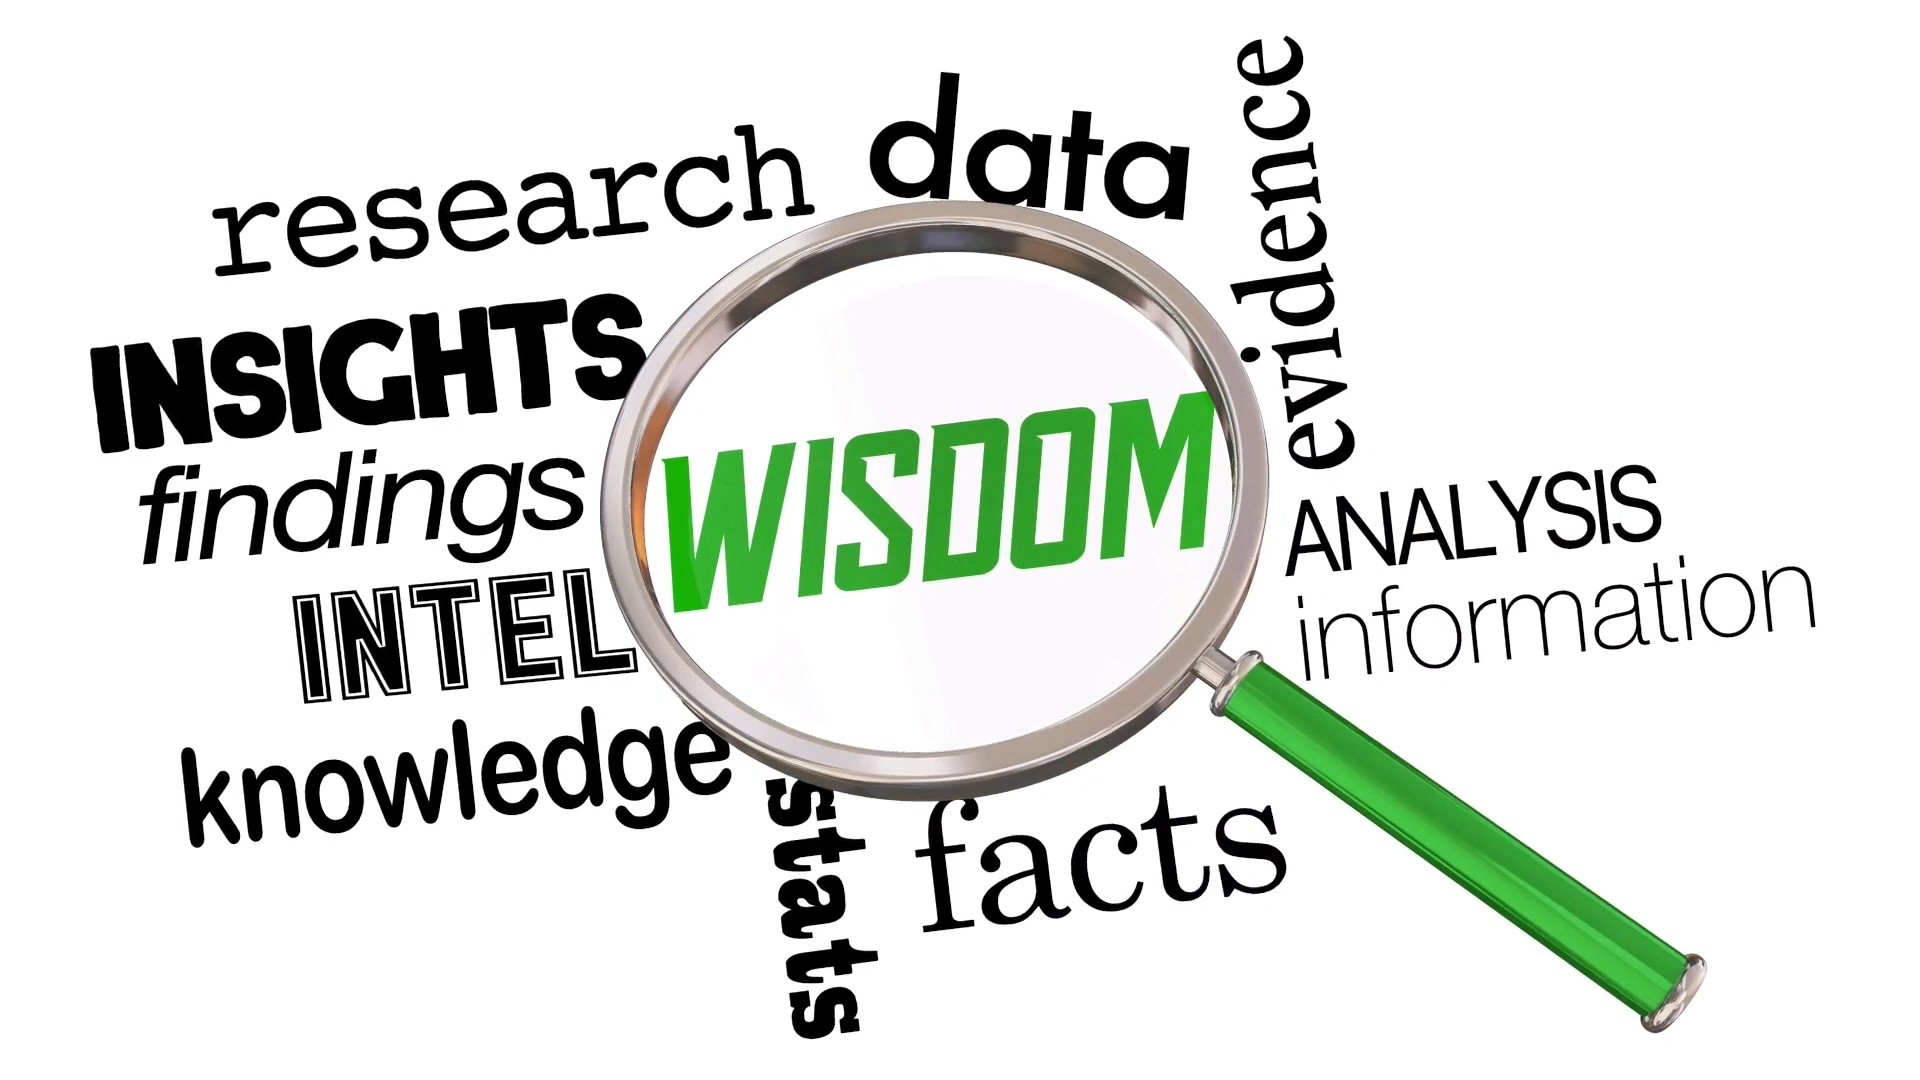 research
data
evidence
INSIGHTS
WISDOM
findings
ANALYSIS
information
INTEL
knowledge
stats
facts